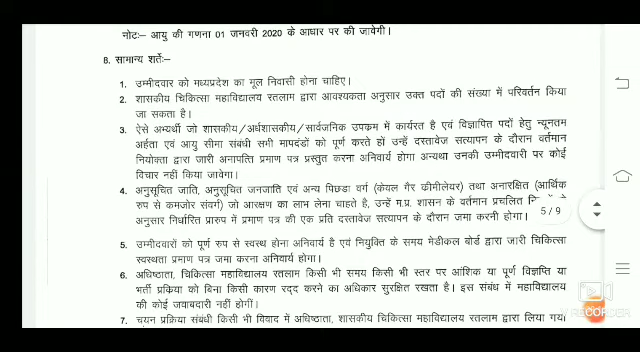 नोटः– आयु की गणना 01 जनवरी 2020 के आधार पर की जावेगी।
8. सामान्य शर्तेः–
1. उम्मीदवार को मध्यप्रदेश का मूल निवासी होना चाहिए।
2. शासकीय चिकित्सा महाविद्यालय रतलाम द्वारा आवश्यकता अनुसार उक्त पदों की संख्या में परिवर्तन किया
जा सकता है।
3. ऐसे अभ्यर्थी जो शासकीय/अर्धशासकीय/सार्वजनिक उपक्रम में कार्यरत है एवं विज्ञापित पदों हेतु न्यूनतम
अर्हता एवं आयु सीमा संबंधी सभी मापदंडों को पूर्ण करते हों उन्हें दस्तावेज सत्यापन के दौरान वर्तमान
नियोक्ता द्वारा जारी अनापत्ति प्रमाण पत्र प्रस्तुत करना अनिवार्य होगा अन्यथा उनकी उम्मीदवारी पर कोई
विचार नहीं किया जावेगा।
4. अनुसूचित जाति, अनुसूचित जनजाति एवं अन्य पिछडा वर्ग (केवल गैर क्रीमीलेयर) तथा अनारक्षित (आर्थिक
रुप से कमजोर संवर्ग) जो आरक्षण का लाभ लेना चाहते है, उन्हें म.प्र. शासन के वर्तमान प्रचलित
अनुसार निर्धारित प्रारुप में प्रमाण पत्र की एक प्रति दस्तावेज सत्यापन के दौरान जमा करनी होगी।
5/9
5. उम्मीदवारों को पूर्ण रुप से स्वस्थ होना अनिवार्य है एवं नियुक्ति के समय मेडीकल बोर्ड द्वारा जारी चिकित्सा
स्वस्थता प्रमाण पत्र जमा करना अनिवार्य होगा।
6. अधिष्ठाता, चिकित्सा महाविद्यालय रतलाम किसी भी समय किसी भी स्तर पर आंशिक या पूर्ण विज्ञप्ति या
भर्ती प्रक्रिया को बिना किसी कारण रद्द करने का अधिकार सुरक्षित रखता है। इस संबंध में महाविद्यालय
की कोई जवाबदारी नहीं होगीं।
7. चयन प्रक्रिया संबंधी किसी भी विवाद में अधिष्ठाता, शासकीय चिकित्सा महाविद्यालय रतलाम द्वारा लिया गया